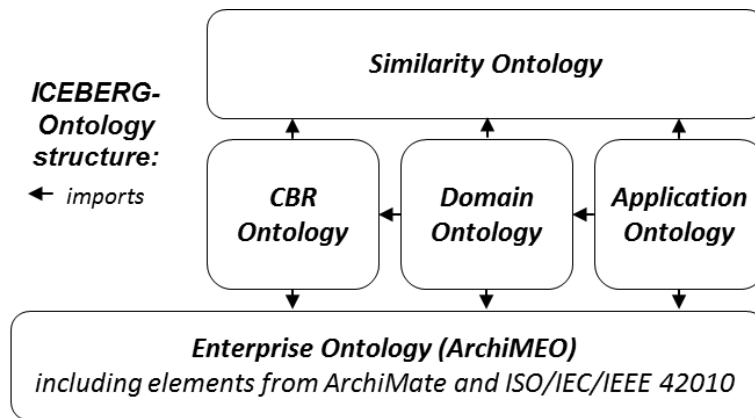 Similarity Ontology
ICEBERG-
Ontology
structure:
imports
CBR
Ontology
Domain
Ontology
Application
Ontology
Enterprise Ontology (ArchiMEO)
including elements from ArchiMate and ISO/IEC/IEEE 42010